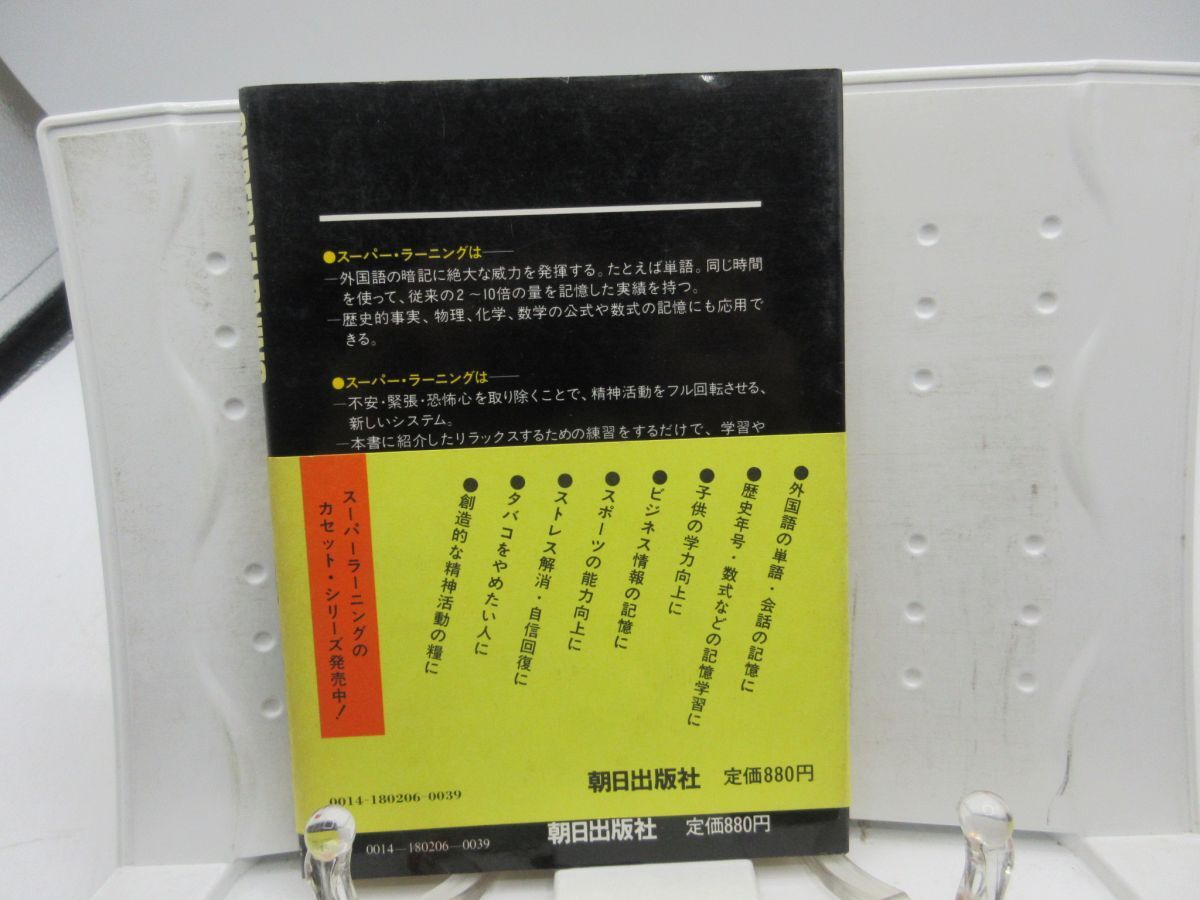 SUPERLEARNING
●スーパー・ラーニングは——
—外国語の暗記に絶大な威力を発揮する。たとえば単語。同じ時間
を使って、従来の2～10倍の量を記憶した実績を持つ。
—歴史的事実、物理、化学、数学の公式や数式の記憶にも応用で
きる。
●スーパー・ラーニングは——
—不安・緊張・恐怖心を取り除くことで、精神活動をフル回転させる、
新しいシステム。
—本書に紹介したリラックスするための練習をするだけで、学習や
●外国語の単語・会話の記憶に
●歴史年号・数式などの記憶学習に
●子供の学力向上に
●ビジネス情報の記憶に
●スポーツの能力向上に
●ストレス解消・自信回復に
●タバコをやめたい人に
●創造的な精神活動の糧に
スーパーラーニングの
カセット・シリーズ発売中！
朝日出版社 定価880円
0014-180206-0039
朝日出版社 定価880円
0014—180206—0039